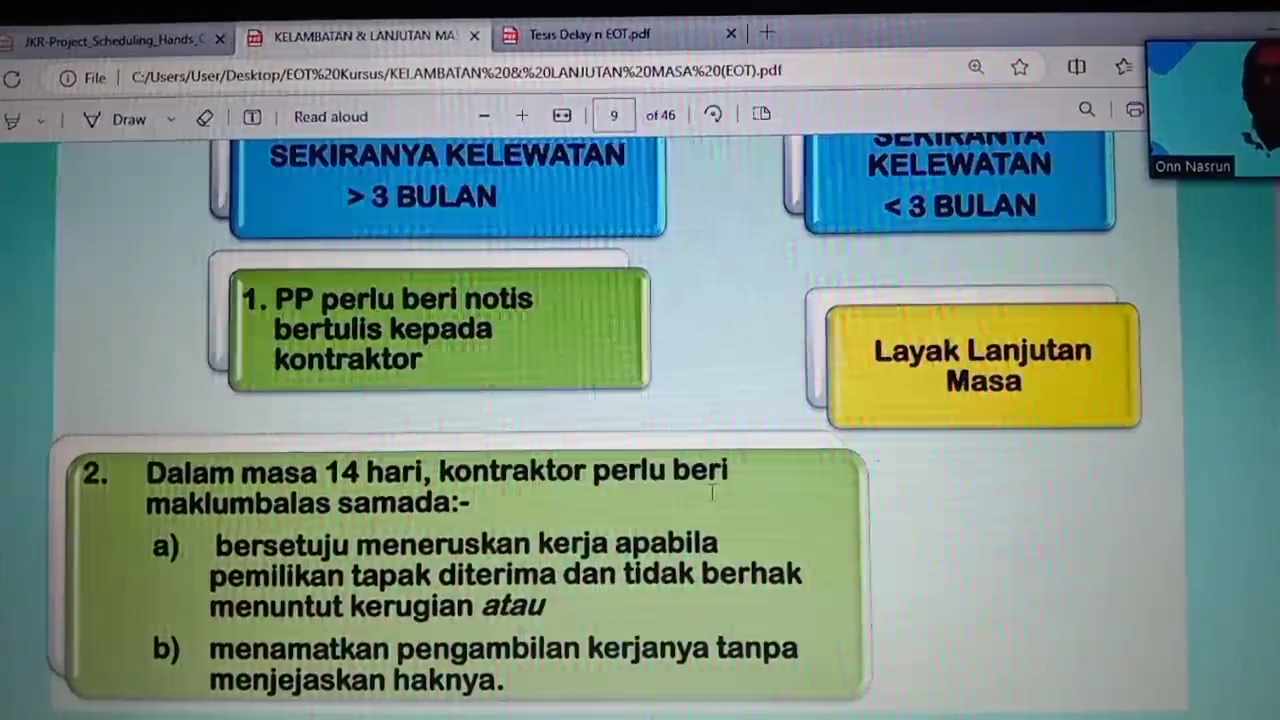 JKR-Project_Scheduling_Hands_C
KELAMBATAN & LANJUTAN MA
Tesis Delay n EOT.pdf
File
C:/Users/User/Desktop/EOT%20Kursus/KELAMBATAN%20&%20LANJUTAN%20MASA%20(EOT).pdf
Draw
Read aloud
9
of 46
Onn Nasrun
SEKIRANYA KELEWATAN
> 3 BULAN
SEKIRANYA
KELEWATAN
< 3 BULAN
1. PP perlu beri notis
bertulis kepada
kontraktor
Layak Lanjutan
Masa
2. Dalam masa 14 hari, kontraktor perlu beri
maklumbalas samada:-
a) bersetuju meneruskan kerja apabila
pemilikan tapak diterima dan tidak berhak
menuntut kerugian atau
b) menamatkan pengambilan kerjanya tanpa
menjejaskan haknya.